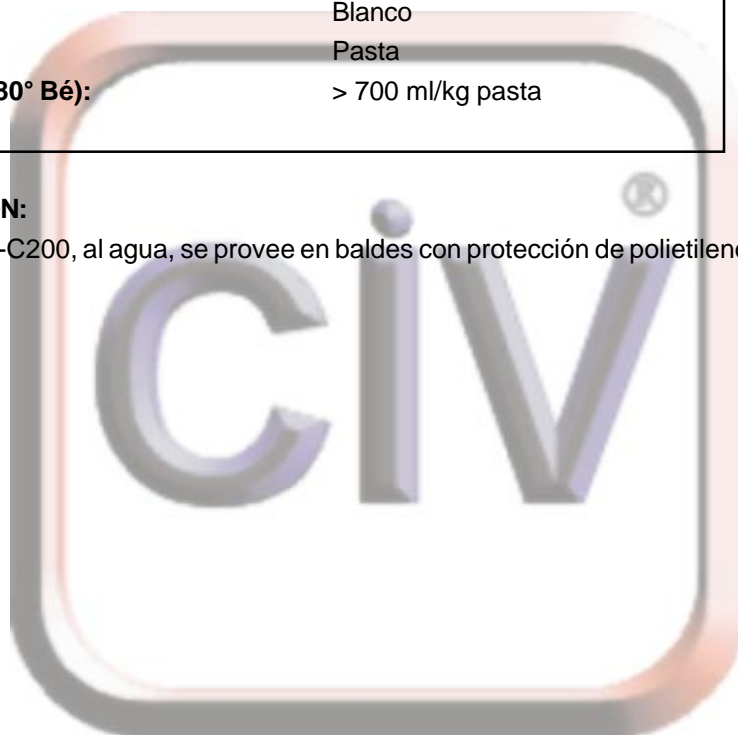 Blanco
Pasta
30° Bé): > 700 ml/kg pasta
N:
-C200, al agua, se provee en baldes con protección de polietileno
civ®